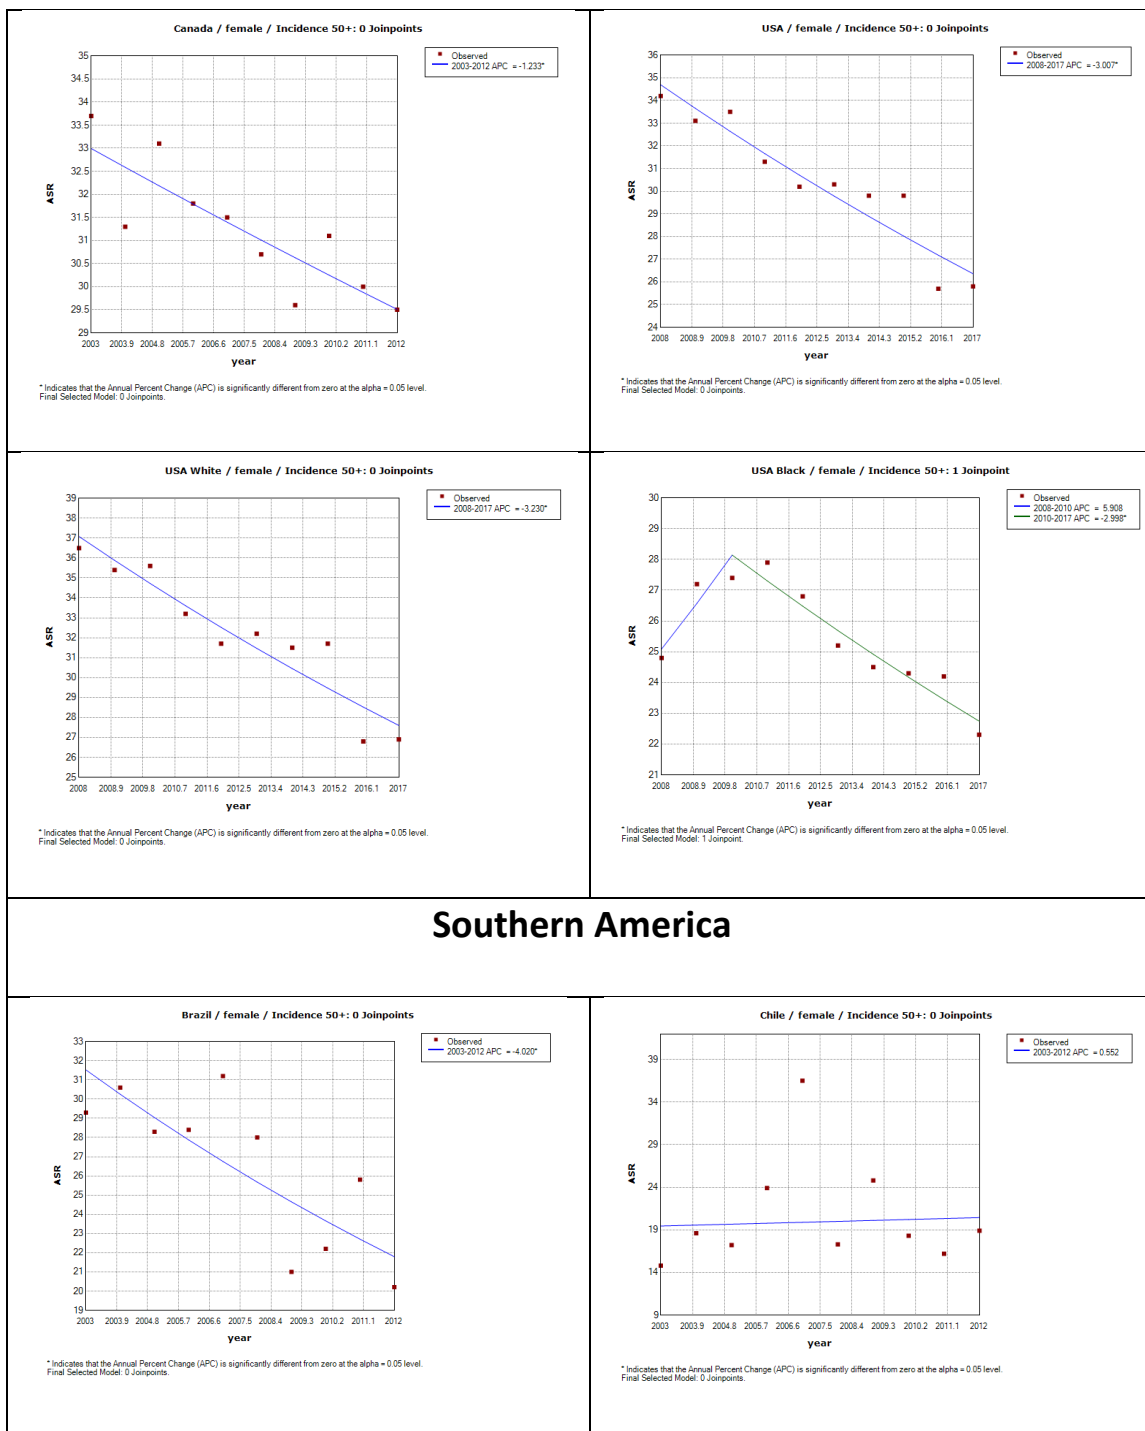 Canada / female / Incidence 50+: 0 Joinpoints
Observed
2003-2012 APC = -1.233*
35
34.5
34
33.5
33
32.5
32
31.5
31
30.5
30
29.5
29
ASR
2003 2003.9 2004.8 2005.7 2006.6 2007.5 2008.4 2009.3 2010.2 2011.1 2012
year
* Indicates that the Annual Percent Change (APC) is significantly different from zero at the alpha = 0.05 level.
Final Selected Model: 0 Joinpoints.
USA / female / Incidence 50+: 0 Joinpoints
Observed
2008-2017 APC = -3.007*
36
35
34
33
32
31
30
29
28
27
26
25
24
ASR
2008 2008.9 2009.8 2010.7 2011.6 2012.5 2013.4 2014.3 2015.2 2016.1 2017
year
* Indicates that the Annual Percent Change (APC) is significantly different from zero at the alpha = 0.05 level.
Final Selected Model: 0 Joinpoints.
USA White / female / Incidence 50+: 0 Joinpoints
Observed
2008-2017 APC = -3.230*
39
38
37
36
35
34
33
32
31
30
29
28
27
26
25
ASR
2008 2008.9 2009.8 2010.7 2011.6 2012.5 2013.4 2014.3 2015.2 2016.1 2017
year
* Indicates that the Annual Percent Change (APC) is significantly different from zero at the alpha = 0.05 level.
Final Selected Model: 0 Joinpoints.
USA Black / female / Incidence 50+: 1 Joinpoint
Observed
2008-2010 APC = 5.908
2010-2017 APC = -2.998*
30
29
28
27
26
25
24
23
22
21
ASR
2008 2008.9 2009.8 2010.7 2011.6 2012.5 2013.4 2014.3 2015.2 2016.1 2017
year
* Indicates that the Annual Percent Change (APC) is significantly different from zero at the alpha = 0.05 level.
Final Selected Model: 1 Joinpoint.
Southern America
Brazil / female / Incidence 50+: 0 Joinpoints
Observed
2003-2012 APC = -4.020*
33
32
31
30
29
28
27
26
25
24
23
22
21
20
19
ASR
2003 2003.9 2004.8 2005.7 2006.6 2007.5 2008.4 2009.3 2010.2 2011.1 2012
year
* Indicates that the Annual Percent Change (APC) is significantly different from zero at the alpha = 0.05 level.
Final Selected Model: 0 Joinpoints.
Chile / female / Incidence 50+: 0 Joinpoints
Observed
2003-2012 APC = 0.552
39
34
29
24
19
14
9
ASR
2003 2003.9 2004.8 2005.7 2006.6 2007.5 2008.4 2009.3 2010.2 2011.1 2012
year
* Indicates that the Annual Percent Change (APC) is significantly different from zero at the alpha = 0.05 level.
Final Selected Model: 0 Joinpoints.